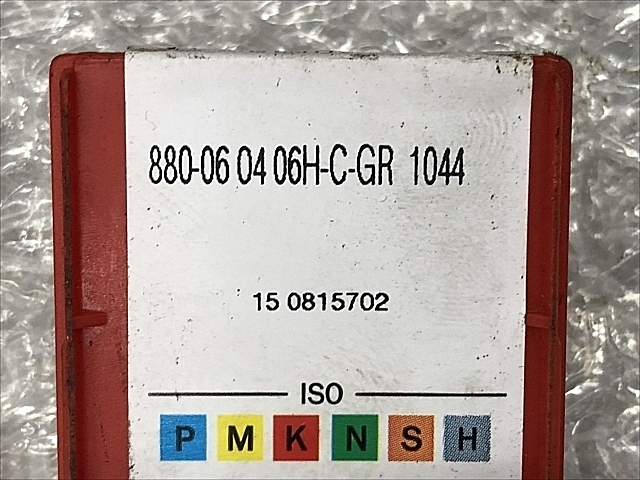 880-06 04 06H-C-GR 1044
15 0815702
ISO
P M K N S H